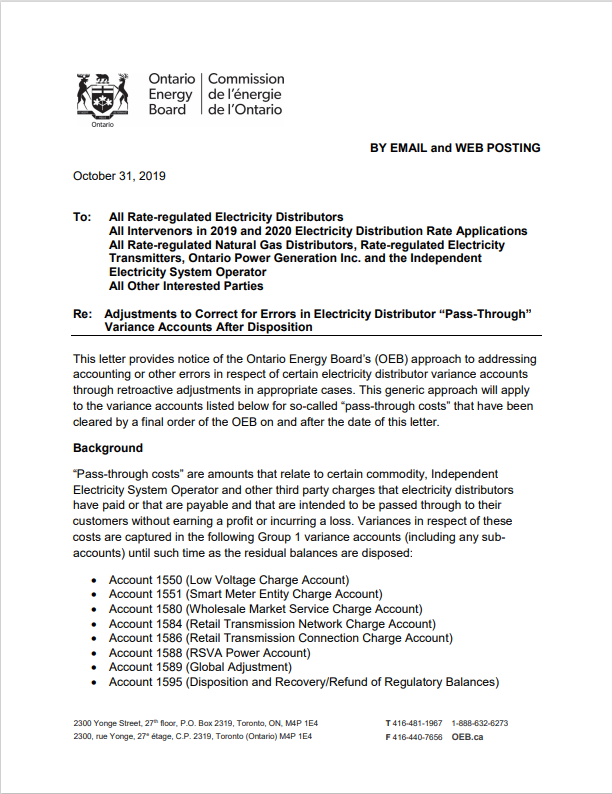 Ontario
Ontario
Energy
Board
Commission
de l'énergie
de l'Ontario
BY EMAIL and WEB POSTING
October 31, 2019
To: All Rate-regulated Electricity Distributors
All Intervenors in 2019 and 2020 Electricity Distribution Rate Applications
All Rate-regulated Natural Gas Distributors, Rate-regulated Electricity
Transmitters, Ontario Power Generation Inc. and the Independent
Electricity System Operator
All Other Interested Parties
Re: Adjustments to Correct for Errors in Electricity Distributor “Pass-Through”
Variance Accounts After Disposition
This letter provides notice of the Ontario Energy Board’s (OEB) approach to addressing
accounting or other errors in respect of certain electricity distributor variance accounts
through retroactive adjustments in appropriate cases. This generic approach will apply
to the variance accounts listed below for so-called “pass-through costs” that have been
cleared by a final order of the OEB on and after the date of this letter.
Background
“Pass-through costs” are amounts that relate to certain commodity, Independent
Electricity System Operator and other third party charges that electricity distributors
have paid or that are payable and that are intended to be passed through to their
customers without earning a profit or incurring a loss. Variances in respect of these
costs are captured in the following Group 1 variance accounts (including any sub-
accounts) until such time as the residual balances are disposed:
• Account 1550 (Low Voltage Charge Account)
• Account 1551 (Smart Meter Entity Charge Account)
• Account 1580 (Wholesale Market Service Charge Account)
• Account 1584 (Retail Transmission Network Charge Account)
• Account 1586 (Retail Transmission Connection Charge Account)
• Account 1588 (RSVA Power Account)
• Account 1589 (Global Adjustment)
• Account 1595 (Disposition and Recovery/Refund of Regulatory Balances)
2300 Yonge Street, 27th floor, P.O. Box 2319, Toronto, ON, M4P 1E4 T 416-481-1967 1-888-632-6273
2300, rue Yonge, 27e étage, C.P. 2319, Toronto (Ontario) M4P 1E4 F 416-440-7656 OEB.ca